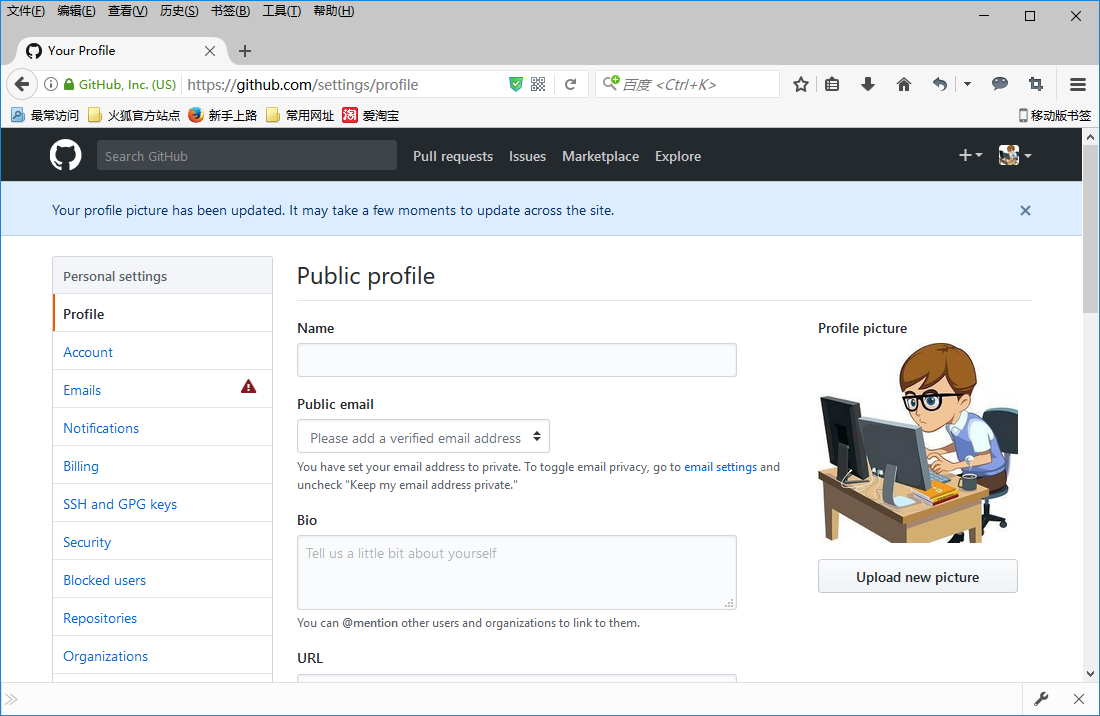 文件(F) 编辑(E) 查看(V) 历史(S) 书签(B) 工具(T) 帮助(H)
Your Profile
GitHub, Inc. (US) https://github.com/settings/profile 百度 <Ctrl+K>
最常访问 火狐官方站点 新手上路 常用网址 淘 爱淘宝 移动版书签
Search GitHub Pull requests Issues Marketplace Explore
Your profile picture has been updated. It may take a few moments to update across the site.
Personal settings
Profile
Account
Emails
Notifications
Billing
SSH and GPG keys
Security
Blocked users
Repositories
Organizations
Public profile
Name
Public email
Please add a verified email address
You have set your email address to private. To toggle email privacy, go to email settings and
uncheck "Keep my email address private."
Bio
Tell us a little bit about yourself
You can @mention other users and organizations to link to them.
URL
Profile picture
Upload new picture